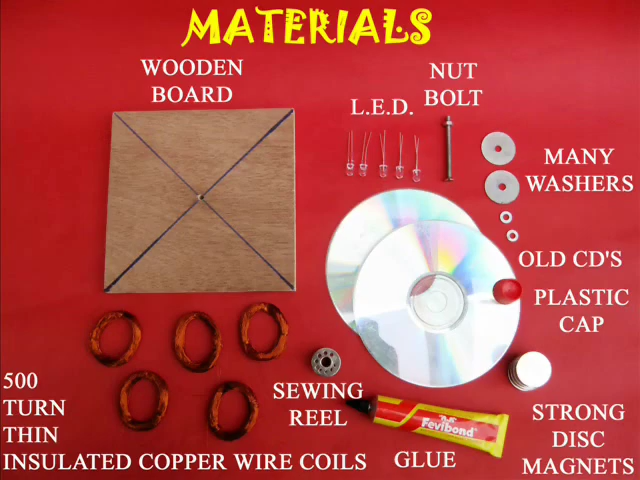 MATERIALS
WOODEN
BOARD
L.E.D.
NUT
BOLT
MANY
WASHERS
OLD CD'S
PLASTIC
CAP
500
TURN
THIN
INSULATED COPPER WIRE COILS
SEWING
REEL
Fevibond
GLUE
STRONG
DISC
MAGNETS